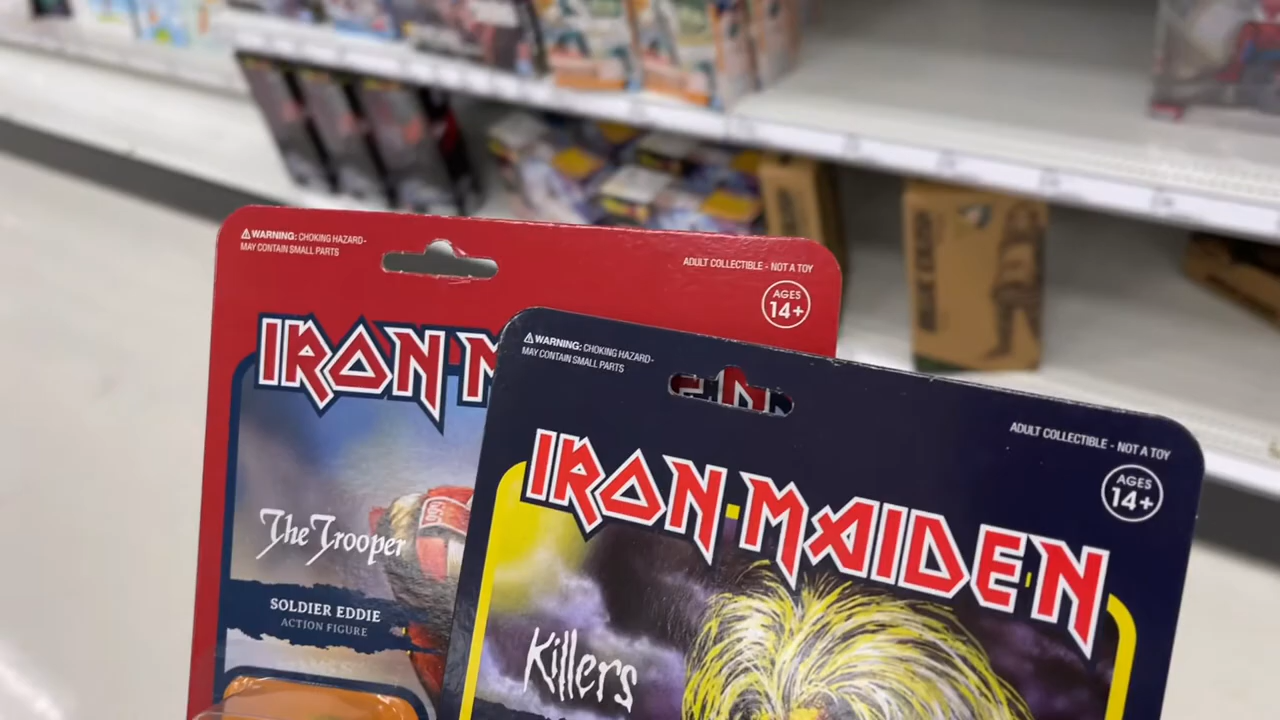 WARNING: CHOKING HAZARD-
MAY CONTAIN SMALL PARTS
ADULT COLLECTIBLE - NOT A TOY
AGES
14+
IRON M
The Trooper
SOLDIER EDDIE
ACTION FIGURE
WARNING: CHOKING HAZARD-
MAY CONTAIN SMALL PARTS
ADULT COLLECTIBLE - NOT A TOY
AGES
14+
IRON MAIDEN
Killers